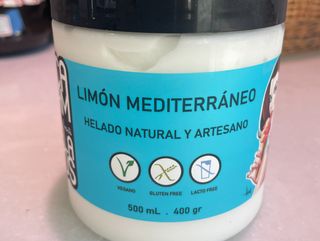 LIMÓN MEDITERRÁNEO
HELADO NATURAL Y ARTESANO
VEGANO GLUTEN FREE LACTO FREE
500 mL . 400 gr